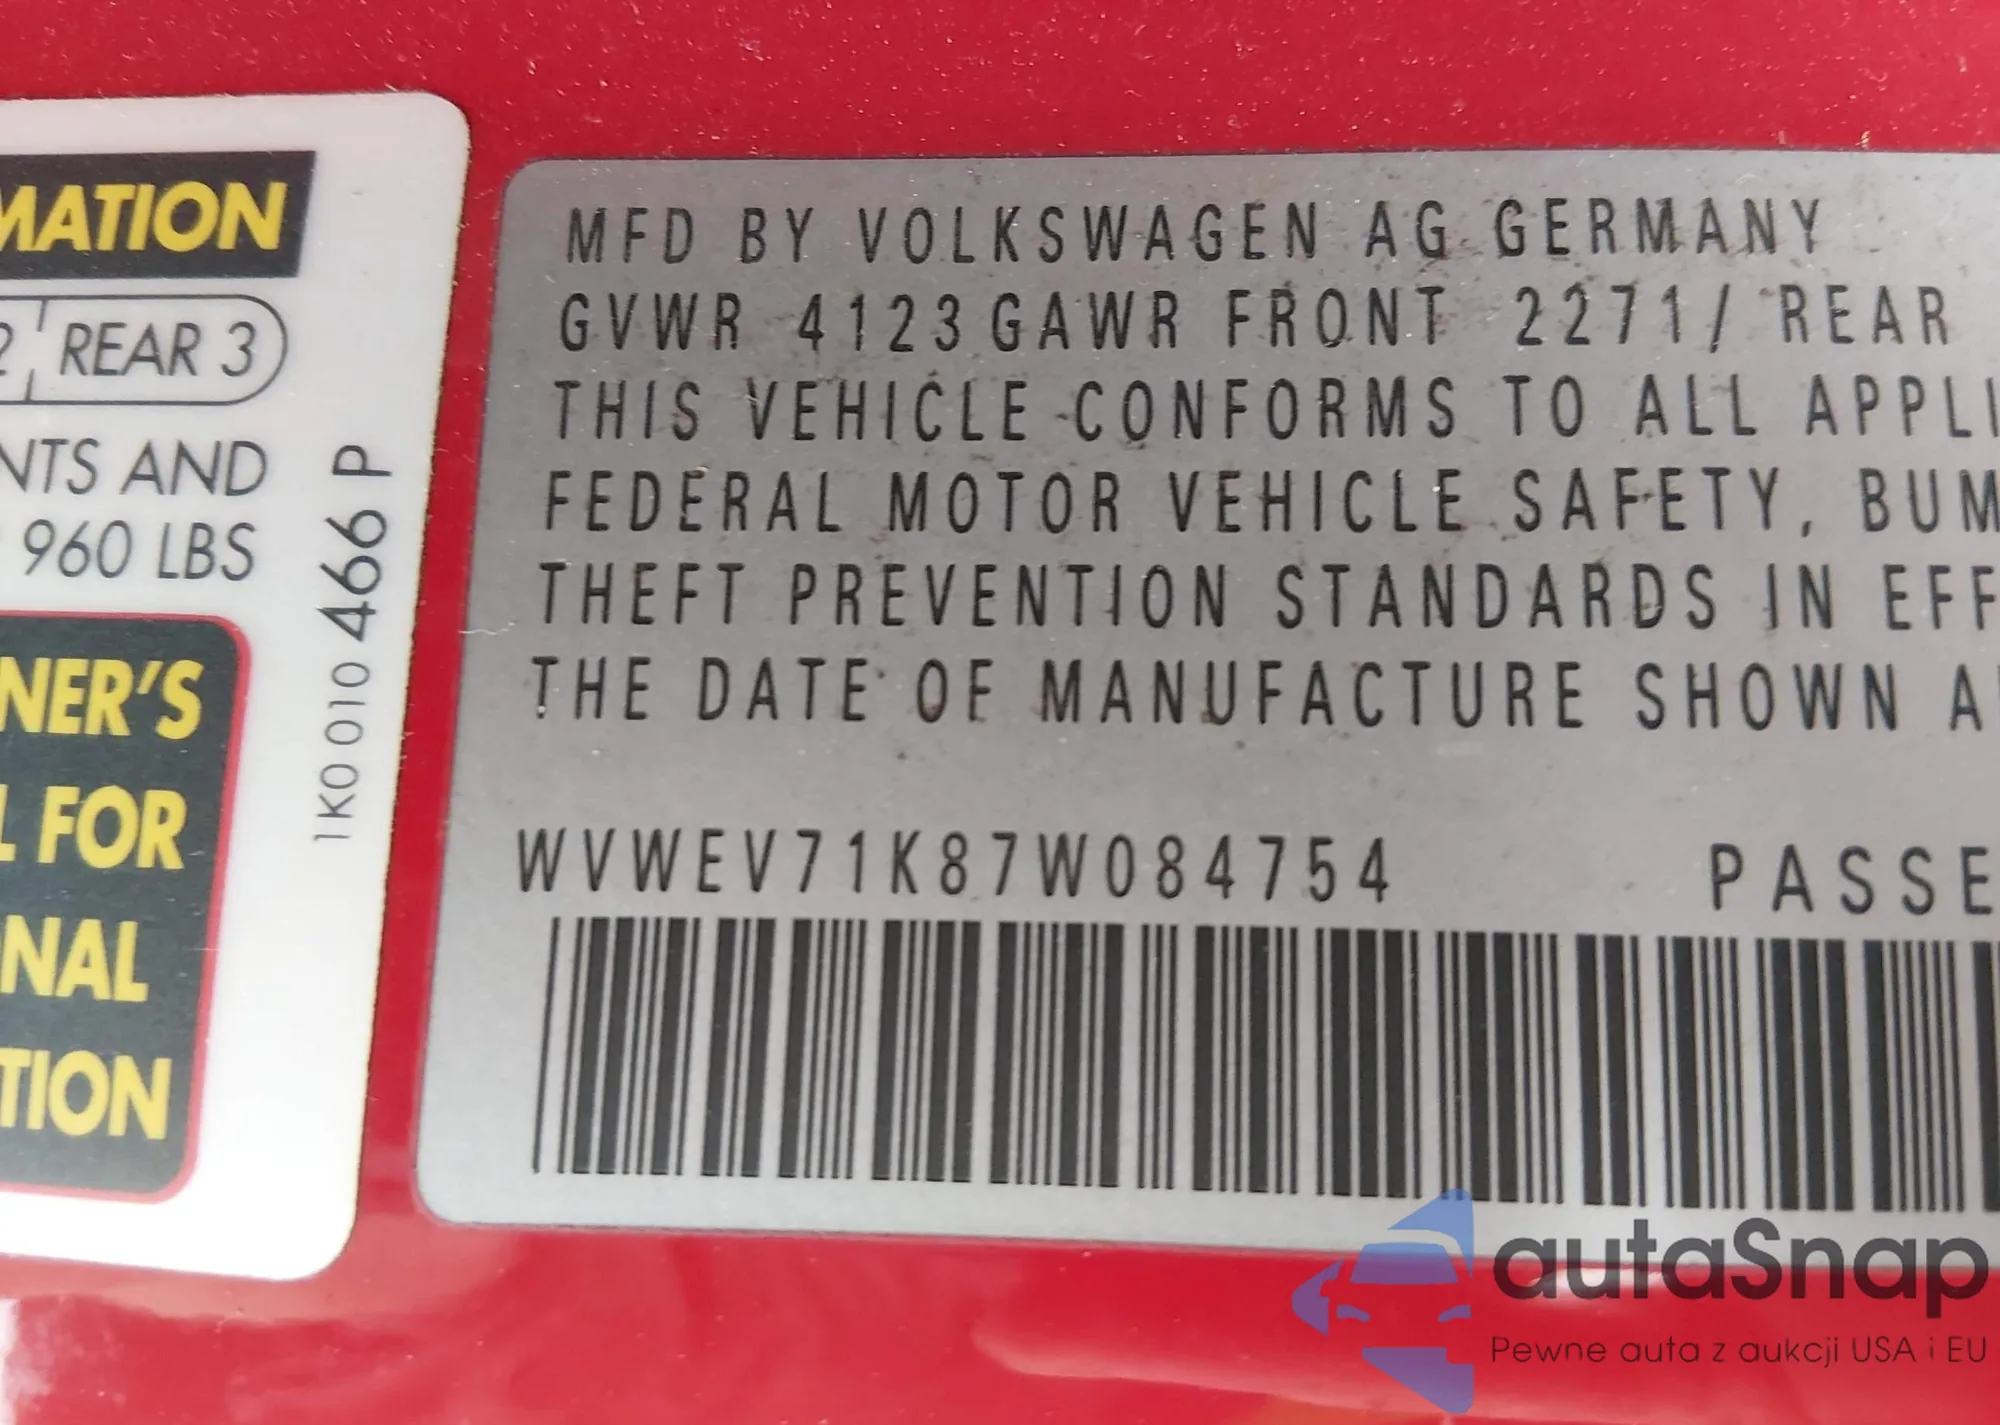 MATION
2 REAR 3
NTS AND
960 LBS
NER'S
L FOR
NAL
TION
1K0 010 466 P
MFD BY VOLKSWAGEN AG GERMANY
GVWR 4123 GAWR FRONT 2271/ REAR
THIS VEHICLE CONFORMS TO ALL APPLI
FEDERAL MOTOR VEHICLE SAFETY, BUM
THEFT PREVENTION STANDARDS IN EFF
THE DATE OF MANUFACTURE SHOWN A
WVWEV71K87W084754 PASSE
autaSnap
Pewne auta z aukcji USA i EU